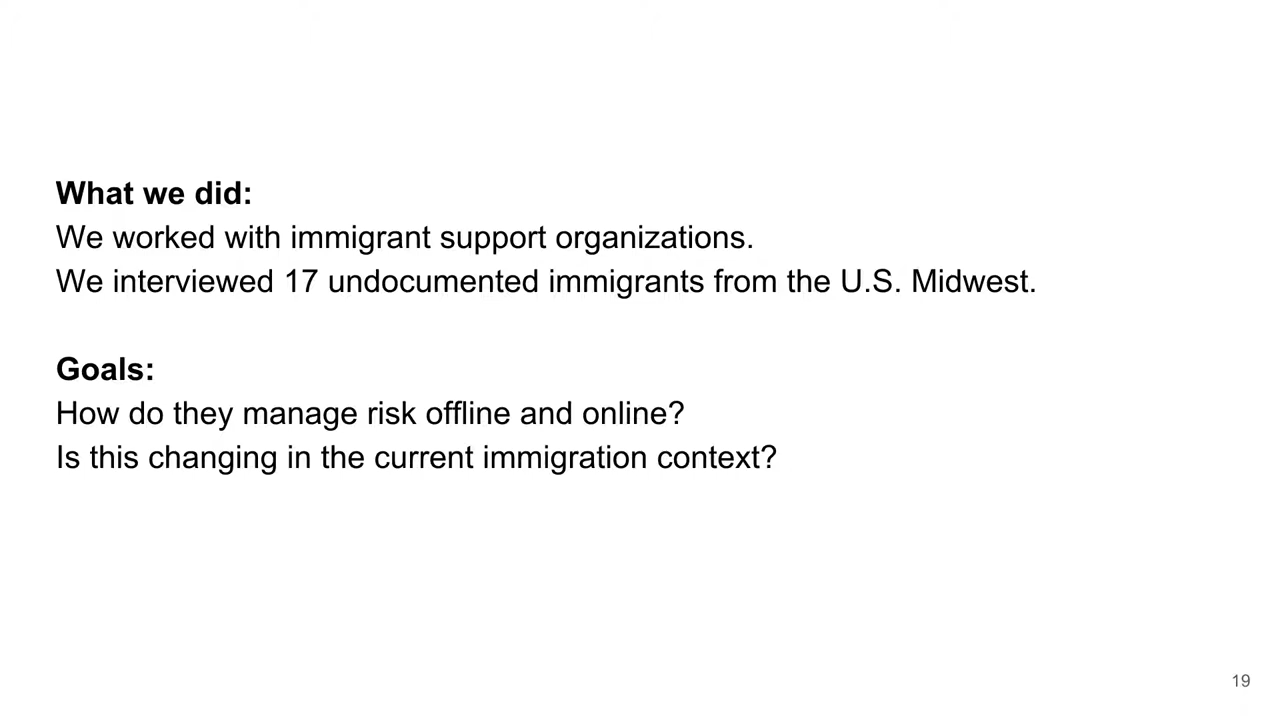 What we did:
We worked with immigrant support organizations.
We interviewed 17 undocumented immigrants from the U.S. Midwest.
Goals:
How do they manage risk offline and online?
Is this changing in the current immigration context?
19